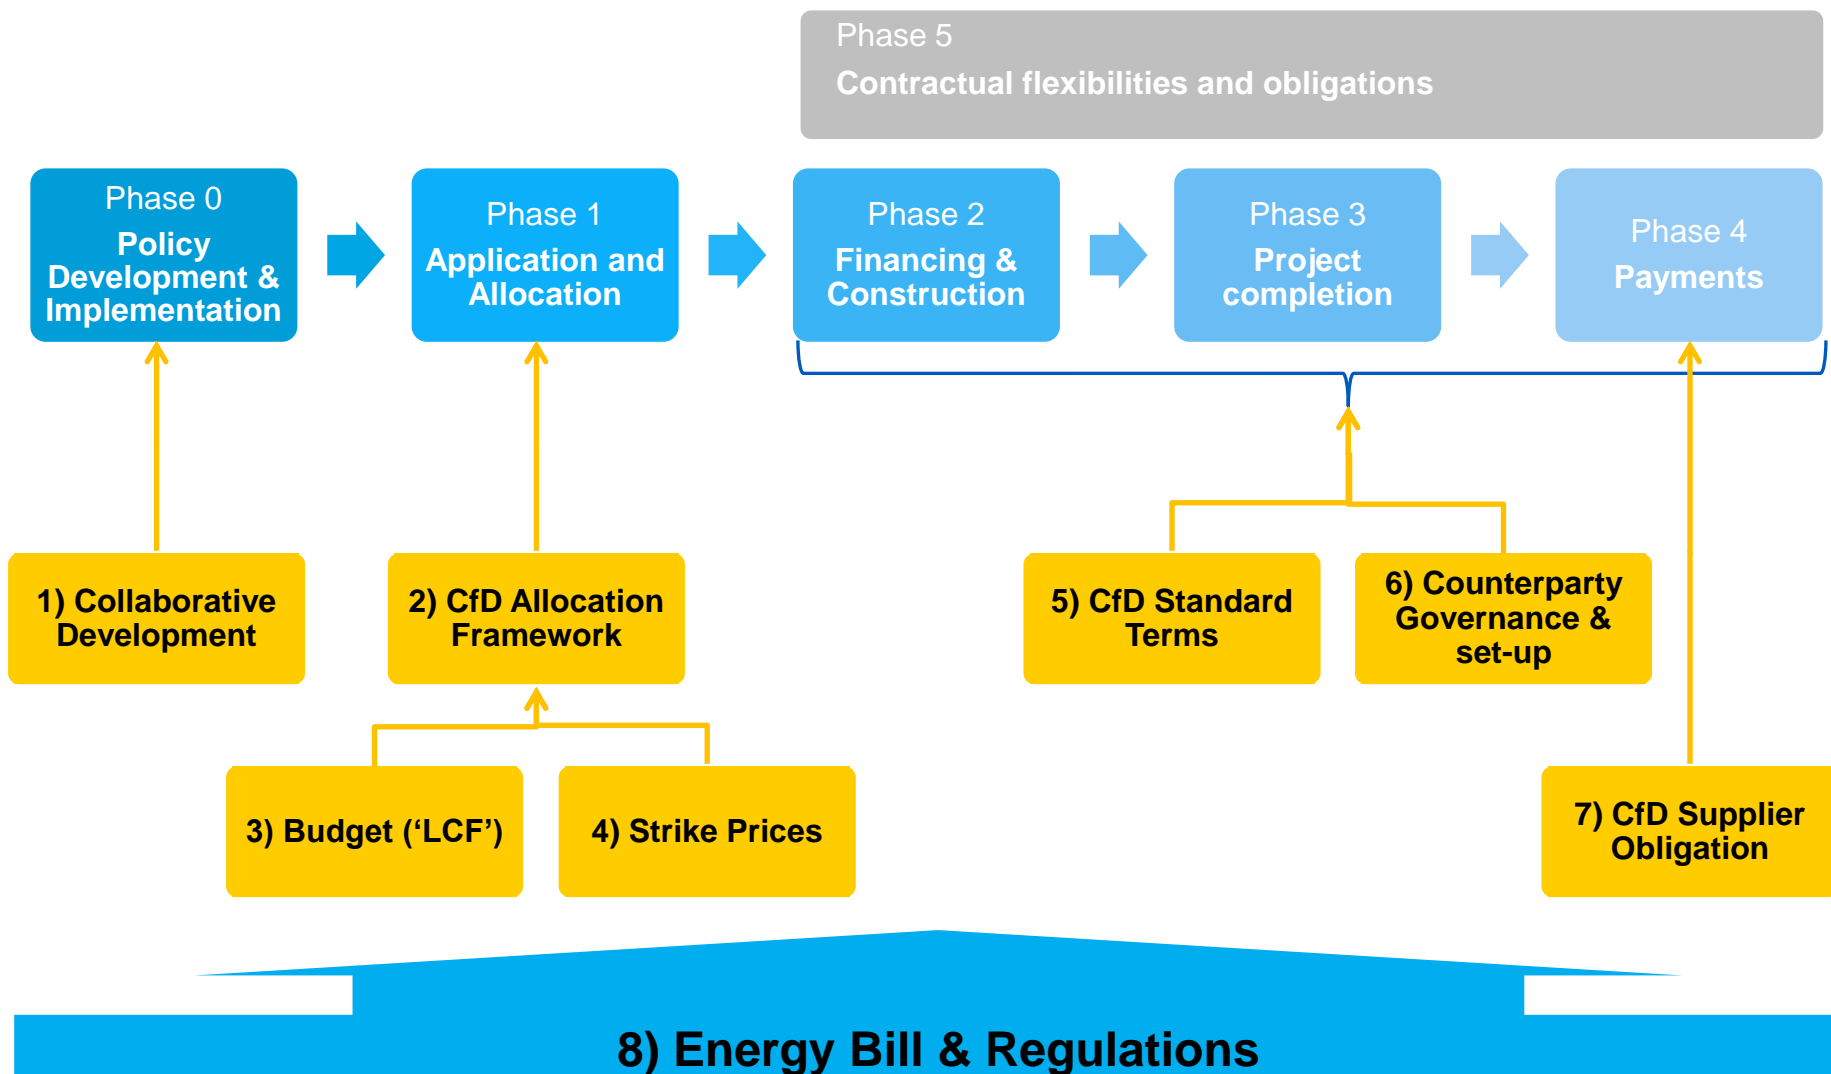 Phase 5
Contractual flexibilities and obligations
Phase 0
Policy
Development &
Implementation
Phase 1
Application and
Allocation
Phase 2
Financing &
Construction
Phase 3
Project
completion
Phase 4
Payments
1) Collaborative
Development
2) CfD Allocation
Framework
5) CfD Standard
Terms
6) Counterparty
Governance &
set-up
3) Budget (‘LCF’)
4) Strike Prices
7) CfD Supplier
Obligation
8) Energy Bill & Regulations